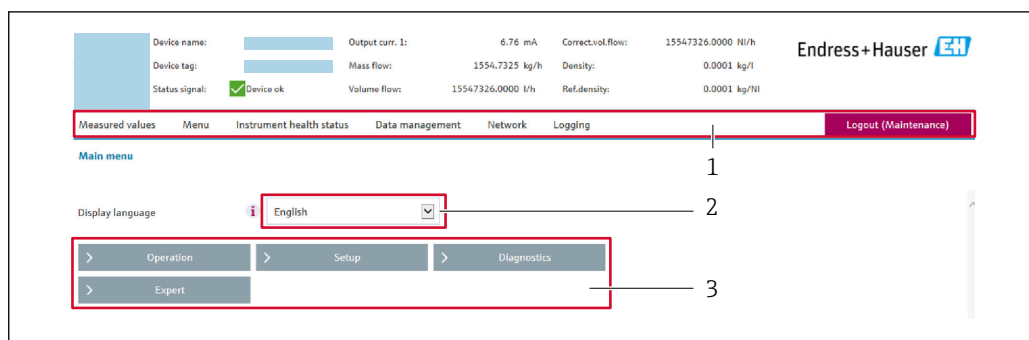 Device name: Output curr. 1: 6.76 mA Correct.vol.flow: 15547326.0000 Nl/h
Endress+Hauser EH
Device tag: Mass flow: 1554.7325 kg/h Density: 0.0001 kg/l
Status signal: Device ok Volume flow: 15547326.0000 l/h Ref.density: 0.0001 kg/Nl
Measured values Menu Instrument health status Data management Network Logging Logout (Maintenance)
1
Main menu
Display language i English 2
> Operation > Setup > Diagnostics
> Expert 3